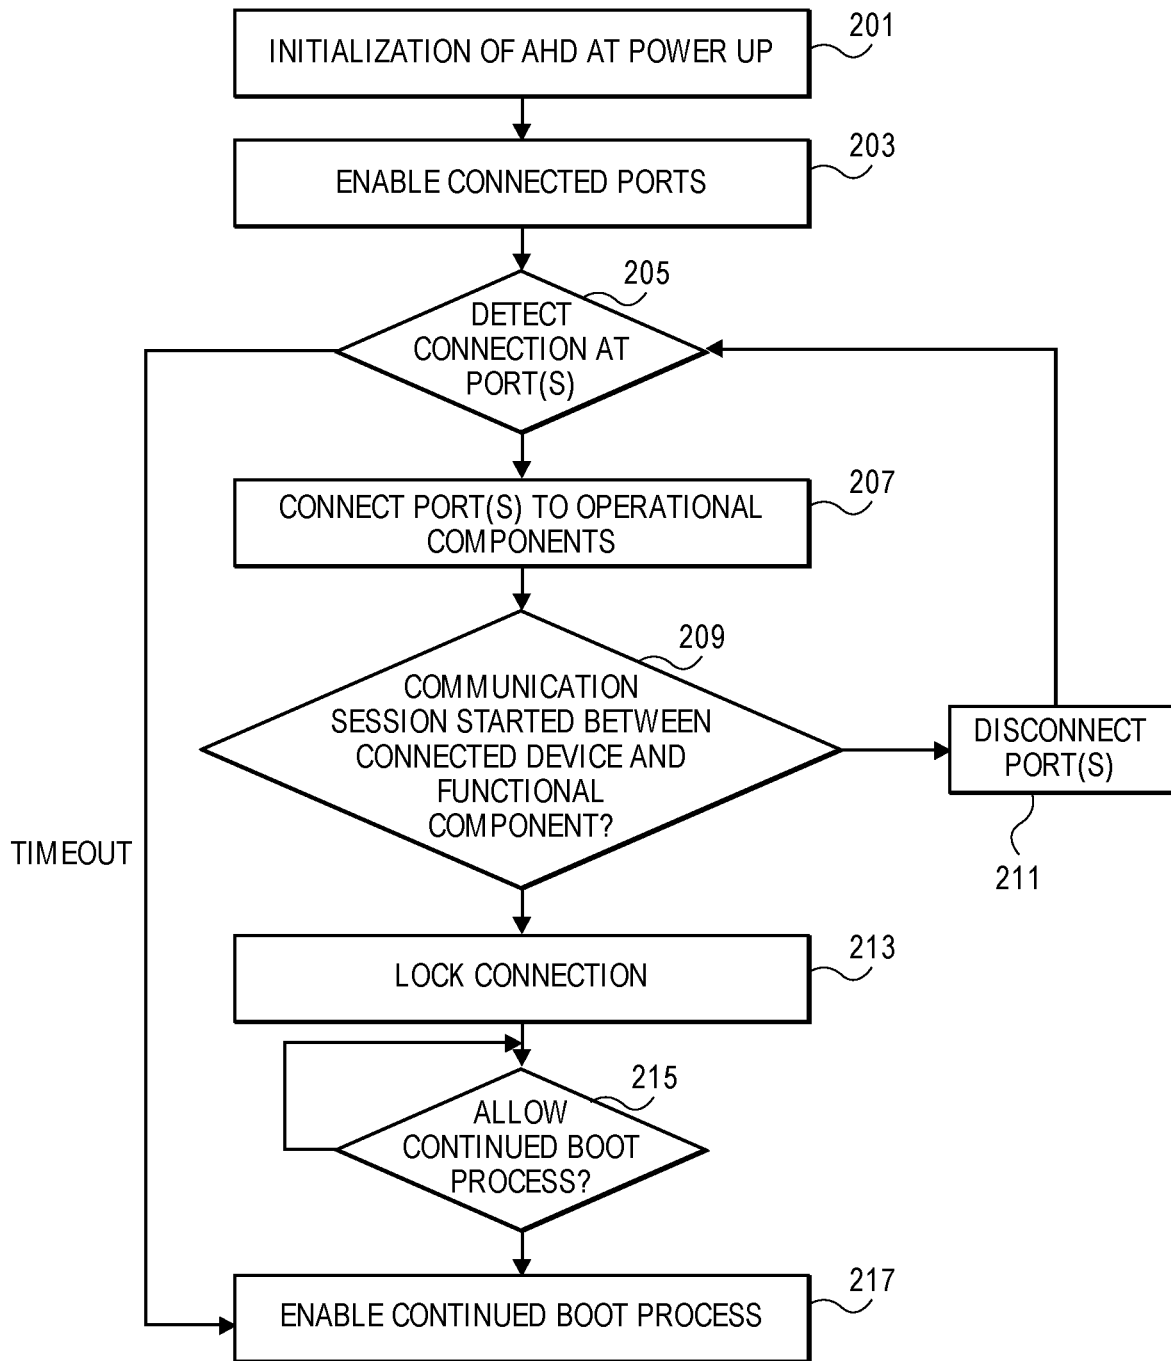 INITIALIZATION OF AHD AT POWER UP
201
ENABLE CONNECTED PORTS
203
205
DETECT
CONNECTION AT
PORT(S)
CONNECT PORT(S) TO OPERATIONAL
COMPONENTS
207
209
COMMUNICATION
SESSION STARTED BETWEEN
CONNECTED DEVICE AND
FUNCTIONAL
COMPONENT?
DISCONNECT
PORT(S)
211
TIMEOUT
LOCK CONNECTION
213
215
ALLOW
CONTINUED BOOT
PROCESS?
ENABLE CONTINUED BOOT PROCESS
217